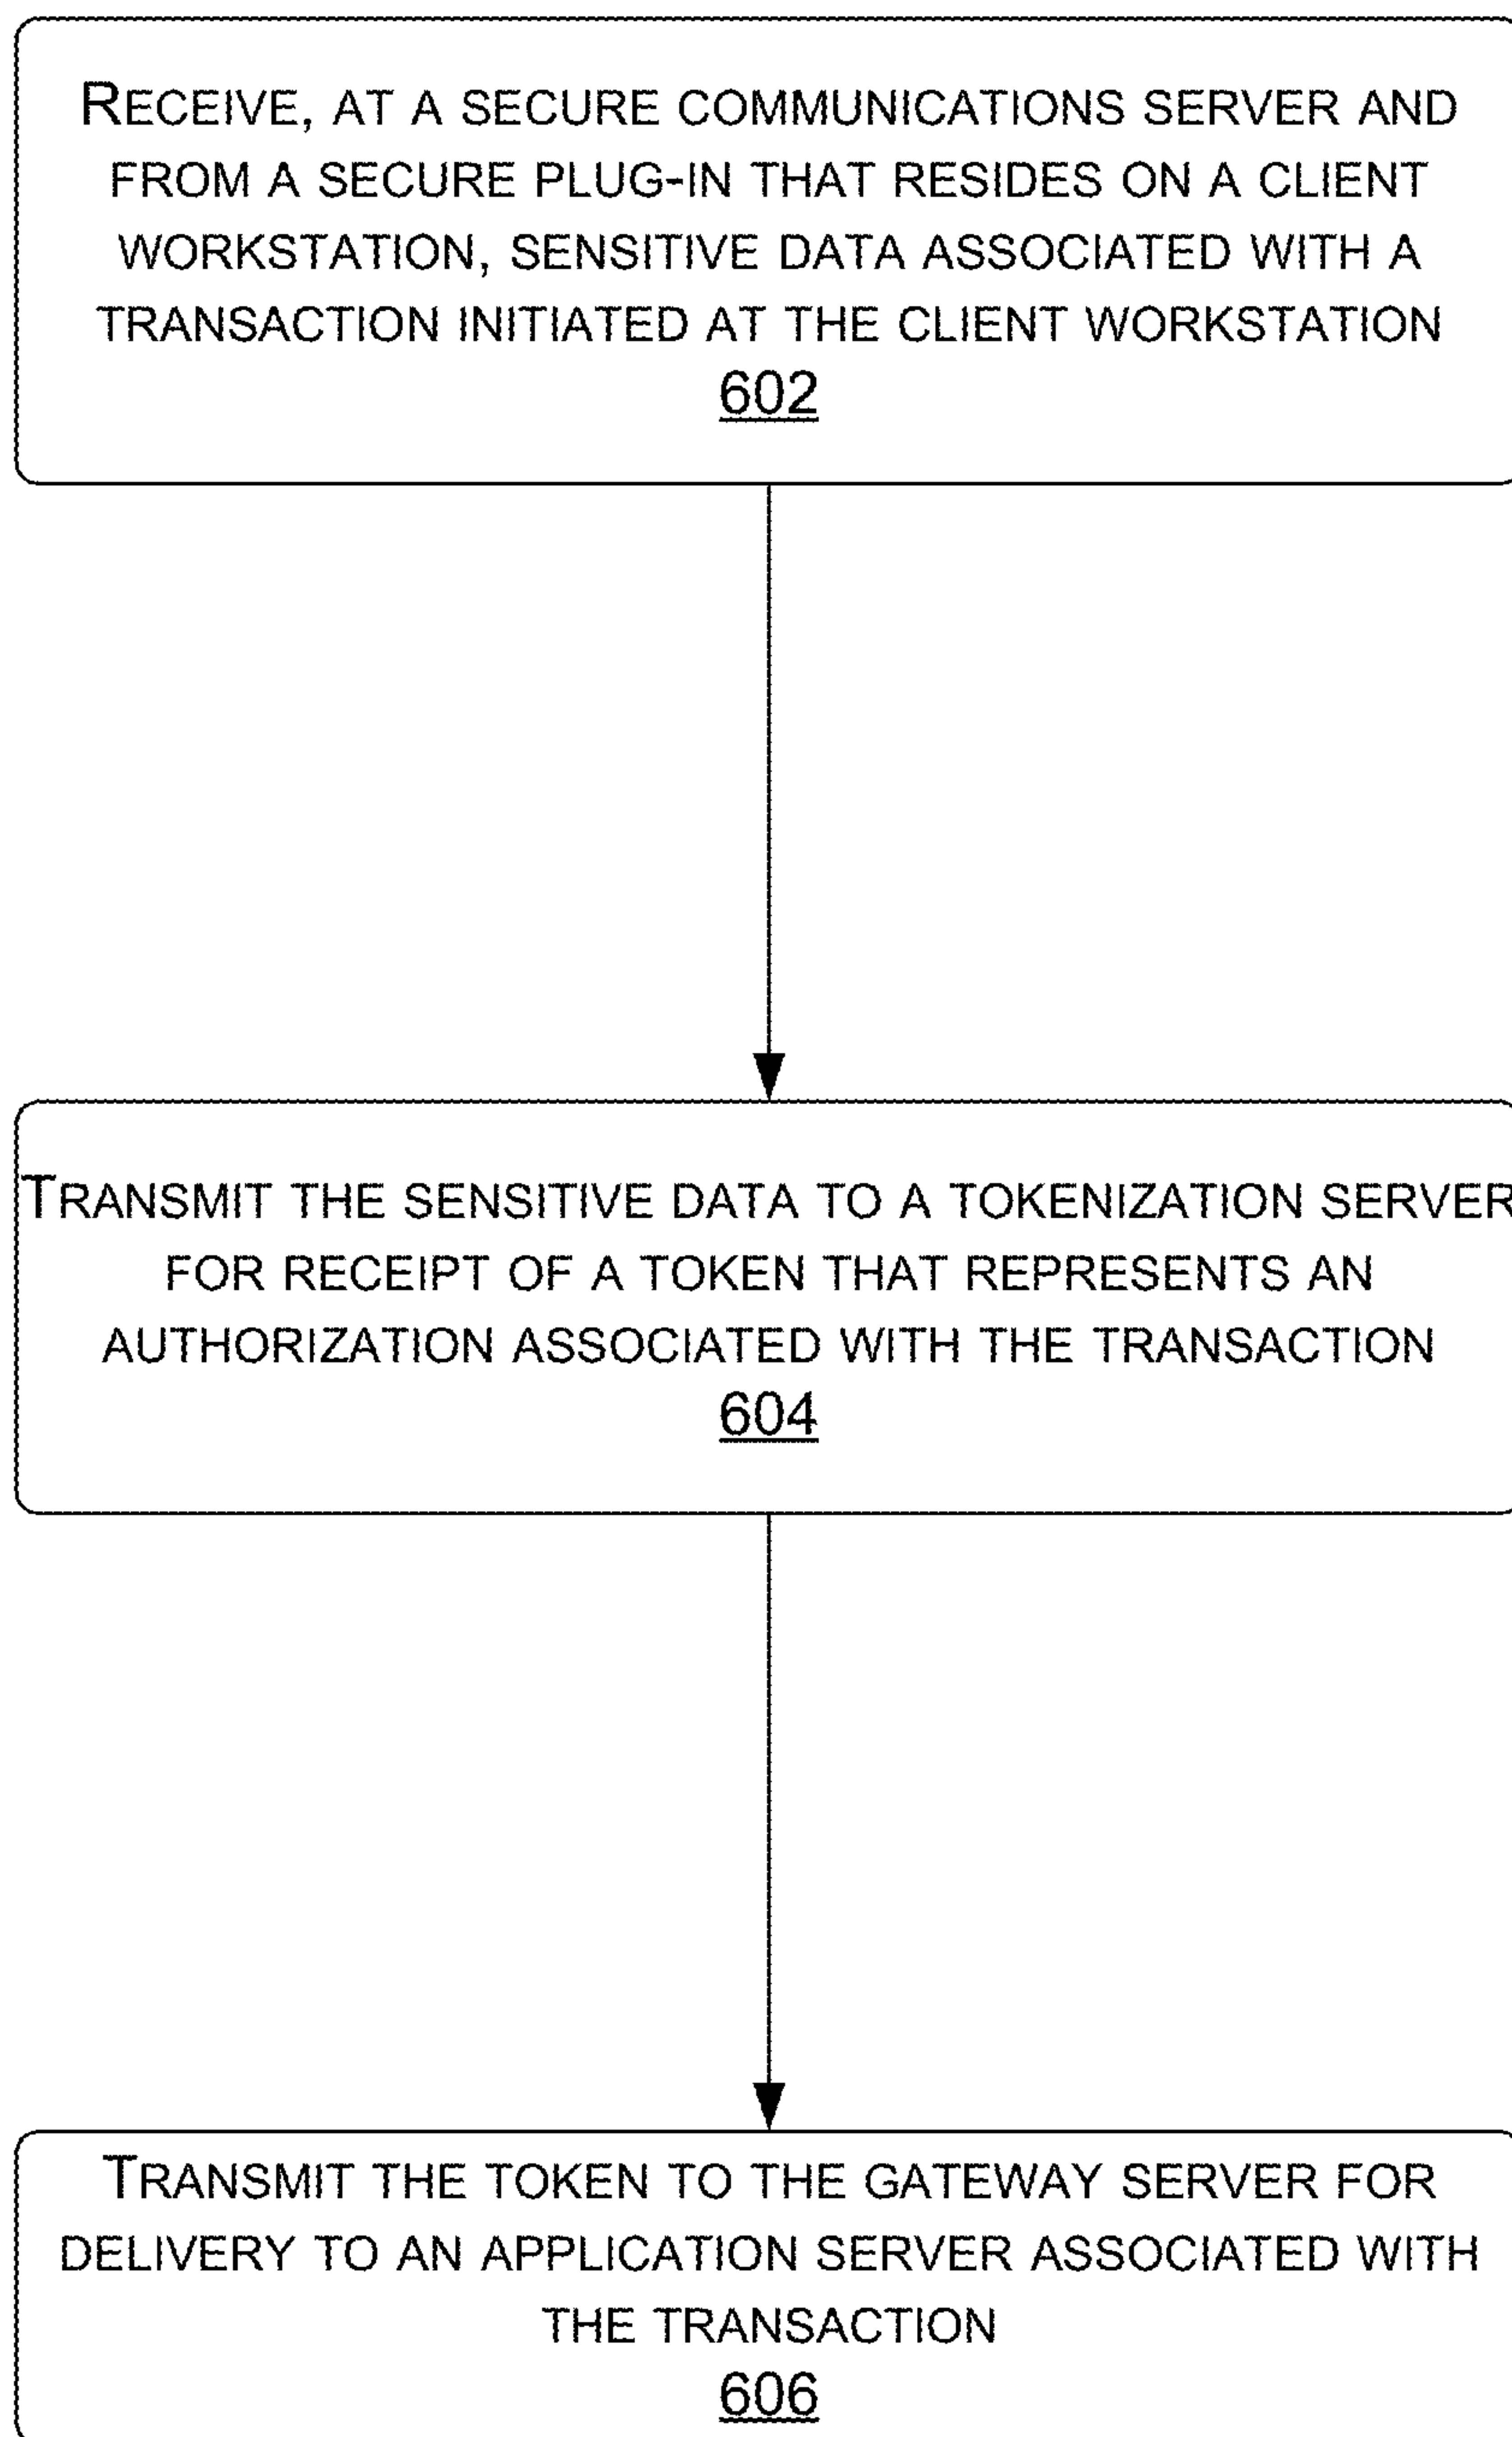 RECEIVE, AT A SECURE COMMUNICATIONS SERVER AND
FROM A SECURE PLUG-IN THAT RESIDES ON A CLIENT
WORKSTATION, SENSITIVE DATA ASSOCIATED WITH A
TRANSACTION INITIATED AT THE CLIENT WORKSTATION
602
TRANSMIT THE SENSITIVE DATA TO A TOKENIZATION SERVER
FOR RECEIPT OF A TOKEN THAT REPRESENTS AN
AUTHORIZATION ASSOCIATED WITH THE TRANSACTION
604
TRANSMIT THE TOKEN TO THE GATEWAY SERVER FOR
DELIVERY TO AN APPLICATION SERVER ASSOCIATED WITH
THE TRANSACTION
606